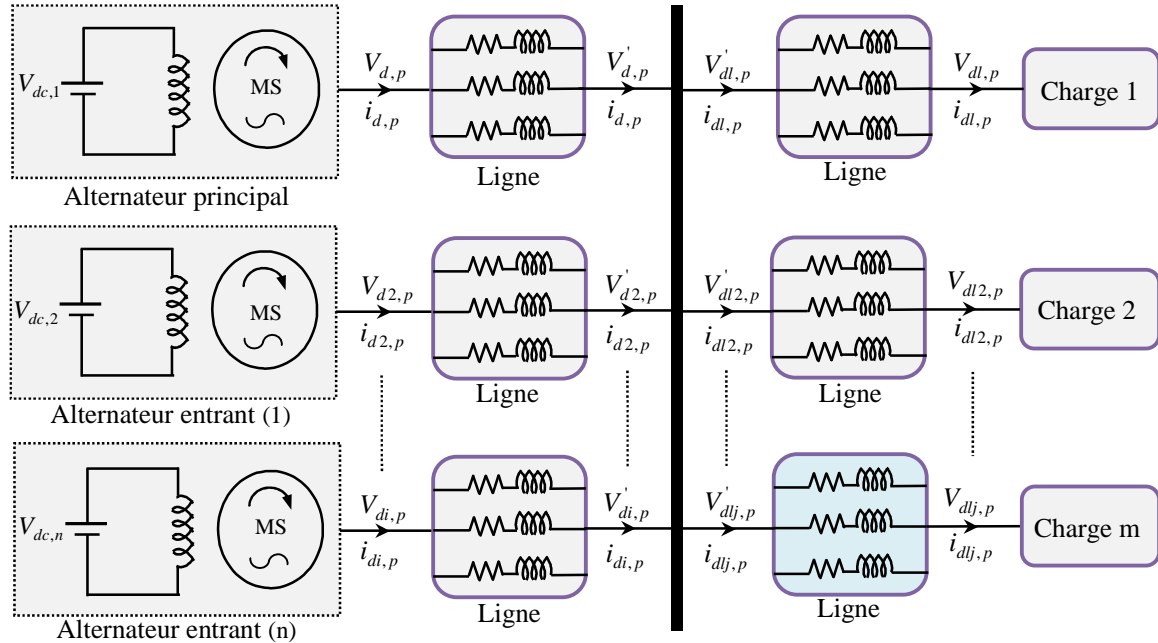 V_{dc,1}
MS
V_{d,p}
i_{d,p}
V'_{d,p}
i_{d,p}
V'_{dl,p}
i_{dl,p}
V_{dl,p}
i_{dl,p}
Charge 1
Ligne
Ligne
Alternateur principal
V_{dc,2}
MS
V_{d2,p}
i_{d2,p}
V'_{d2,p}
i_{d2,p}
V'_{dl2,p}
i_{dl2,p}
V_{dl2,p}
i_{dl2,p}
Charge 2
Ligne
Ligne
Alternateur entrant (1)
V_{dc,n}
MS
V_{di,p}
i_{di,p}
V'_{di,p}
i_{di,p}
V'_{dlj,p}
i_{dlj,p}
V_{dlj,p}
i_{dlj,p}
Charge m
Ligne
Ligne
Alternateur entrant (n)